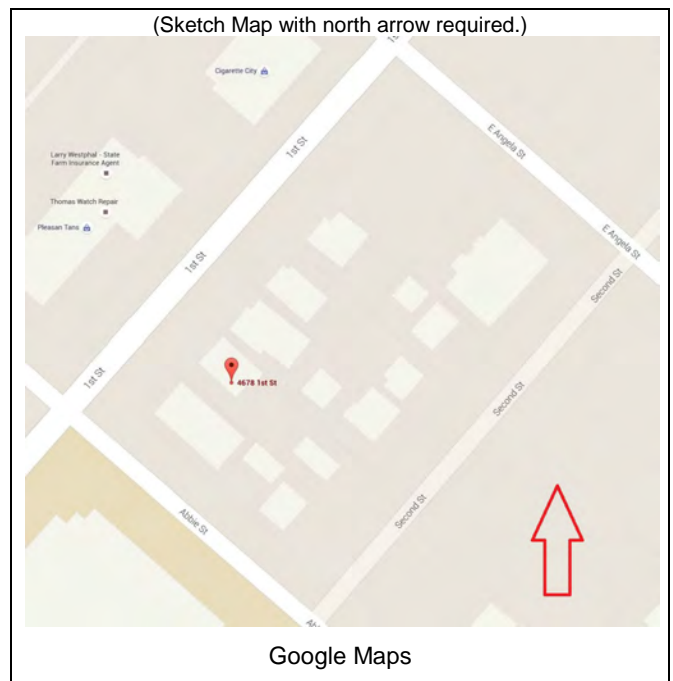 (Sketch Map with north arrow required.)
Cigarette City
1st St
E Angela St
Larry Westphal - State
Farm Insurance Agent
Thomas Watch Repair
Pleasan Tans
1st St
E Angela St
Second St
1st St
4678 1st St
Second St
Abbie St
Second St
Google Maps